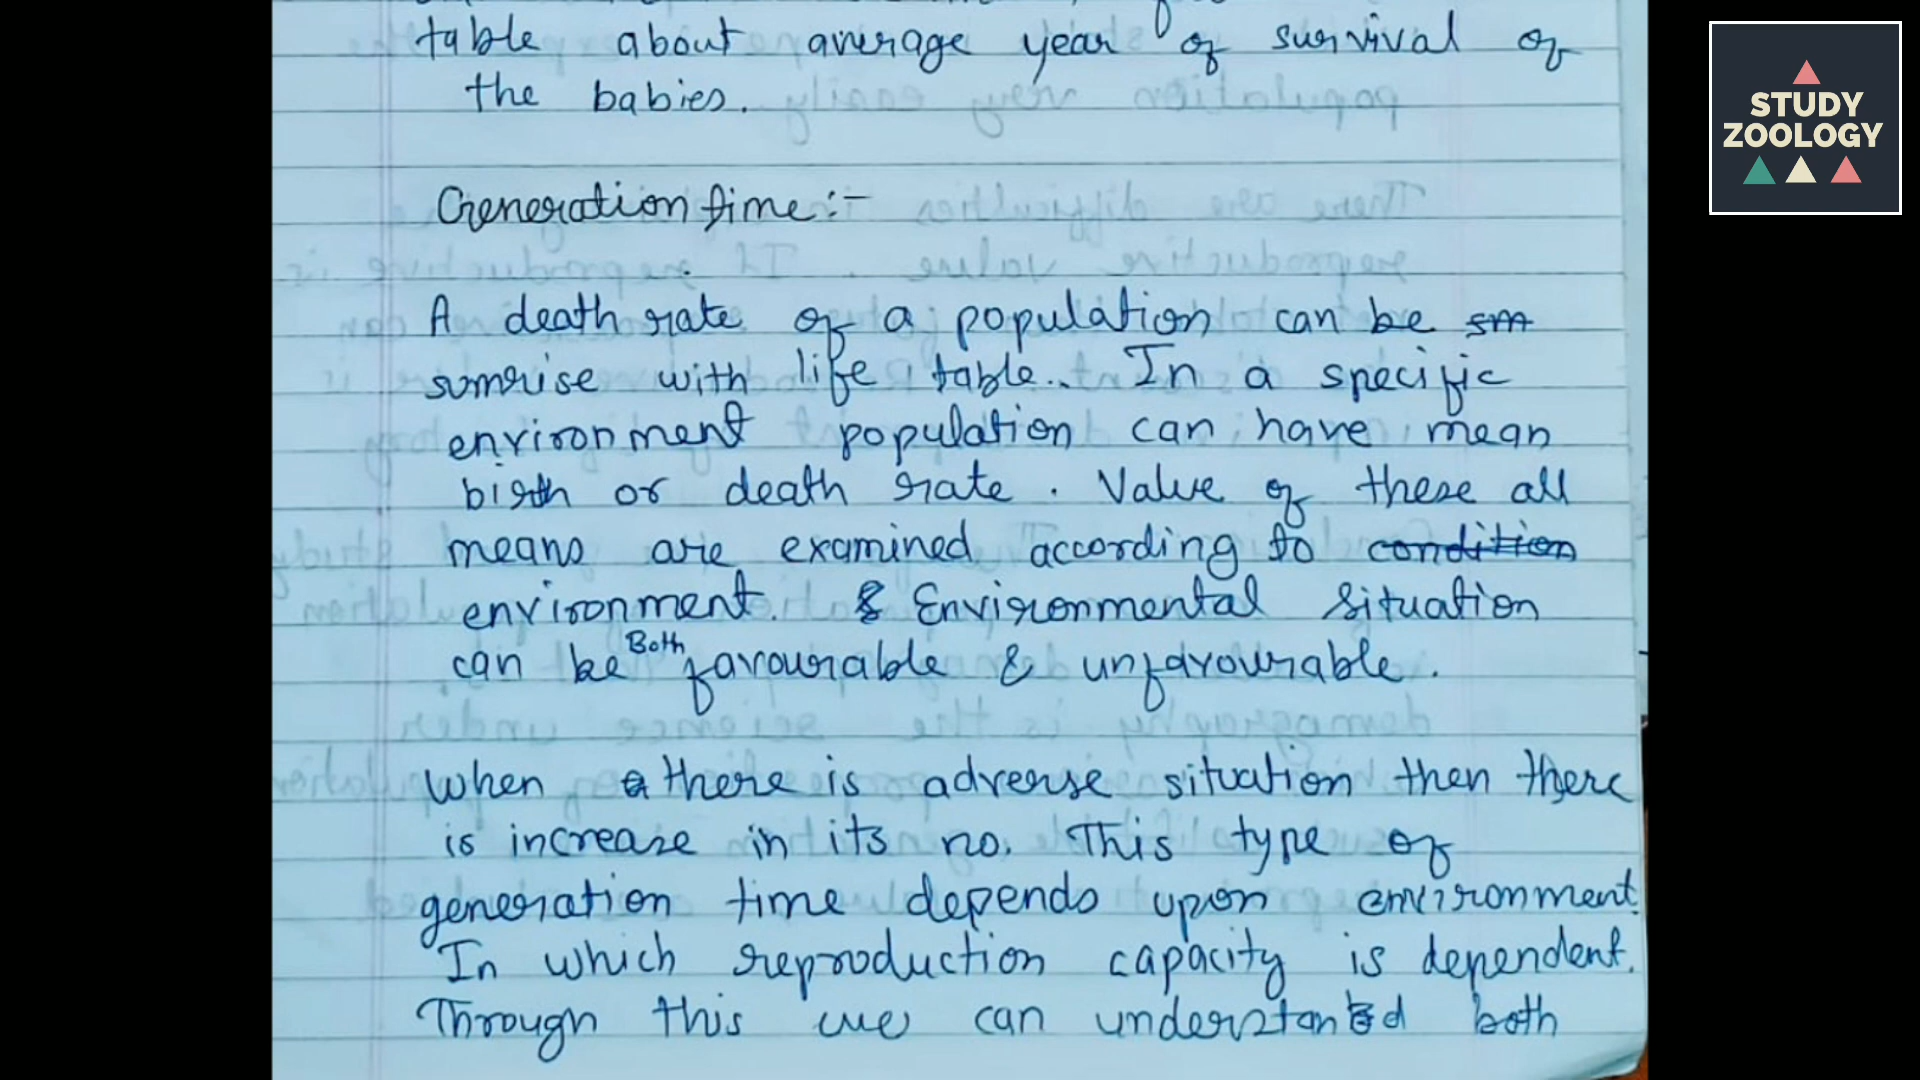 table about average year of survival of
the babies.
Generation time :-
A death rate of a population can be sm
sumrise with life table.. In a specific
environment population can have mean
birth or death rate. Value of these all
means are examined according to condition
environment. & Environmental situation
can be Both favourable & unfavourable.
When a there is adverse situation then there
is increase in its no. This type of
generation time depends upon environment.
In which reproduction capacity is dependent.
Through this we can understand both
STUDY
ZOOLOGY